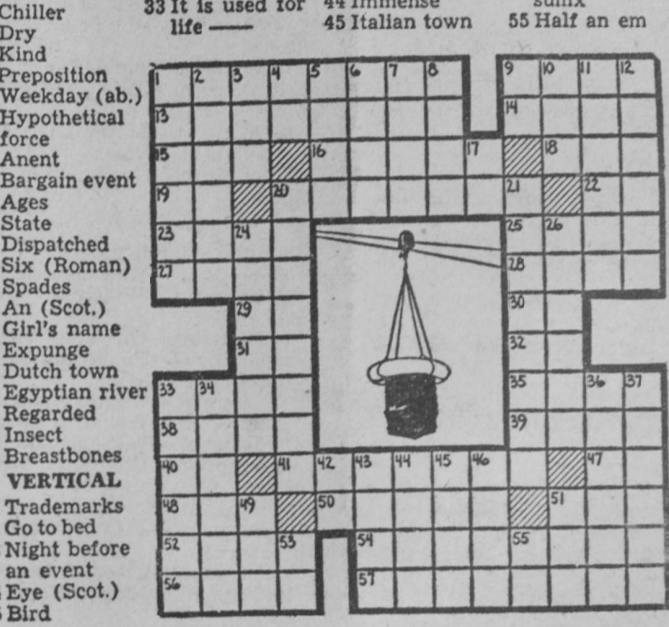 Chiller
Dry
Kind
Preposition
Weekday (ab.)
Hypothetical
force
Anent
Bargain event
Ages
State
Dispatched
Six (Roman)
Spades
An (Scot.)
Girl's name
Expunge
Dutch town
Egyptian river
Regarded
Insect
Breastbones
VERTICAL
Trademarks
Go to bed
Night before
an event
Eye (Scot.)
Bird
33 It is used for
life ——
44 Immense
45 Italian town
suffix
55 Half an em
1 2 3 4 5 6 7 8 9 10 11 12
13 14
15 16 17 18
19 20 21 22
23 24 25 26
27 28
29 30
31 32
33 34 35 36 37
38 39
40 41 42 43 44 45 46 47
48 49 50 51
52 53 54 55
56 57